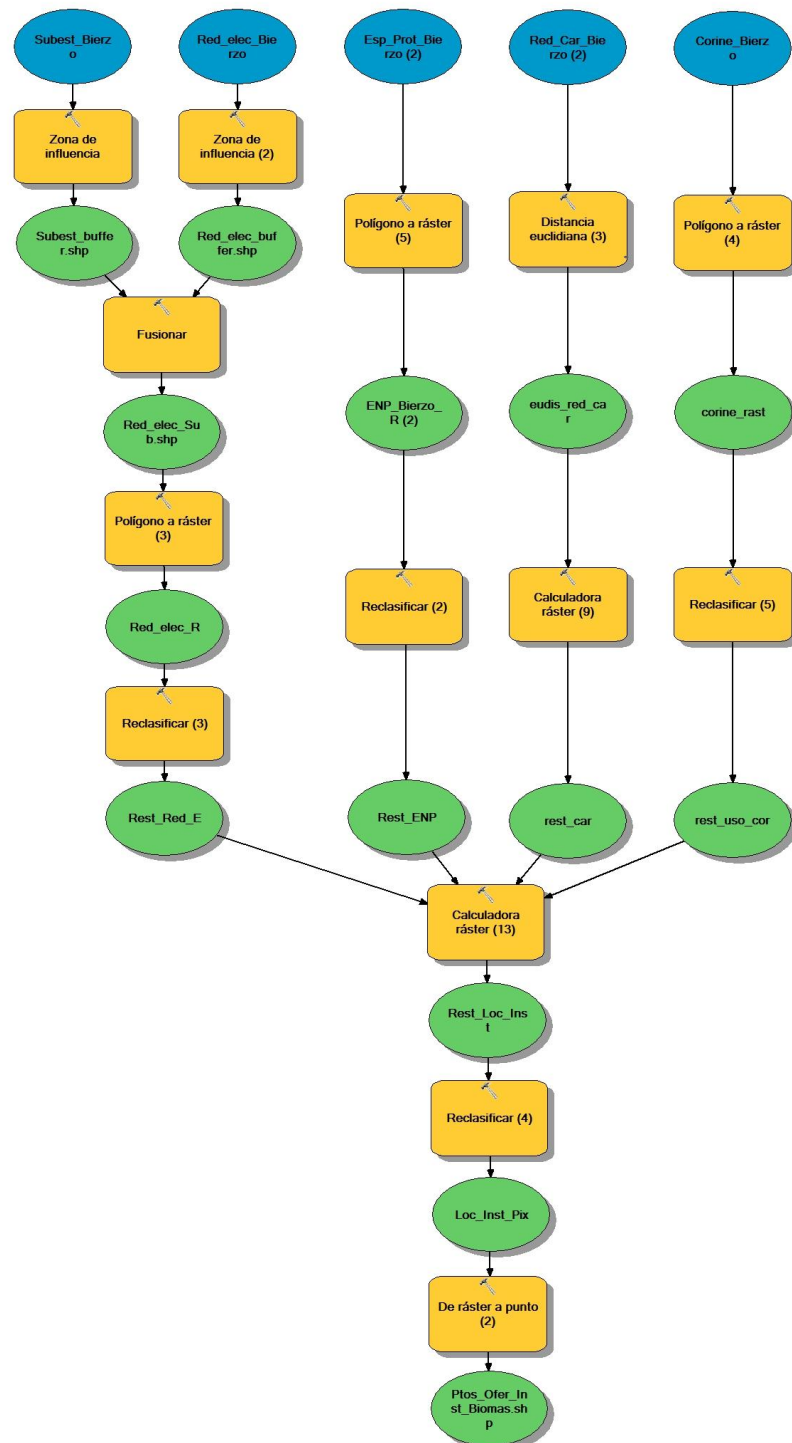 Subest_Bierz
o
Red_elec_Bie
rzo
Esp_Prot_Bie
rzo (2)
Red_Car_Bie
rzo (2)
Corine_Bierz
o
Zona de
influencia
Zona de
influencia (2)
Polígono a ráster
(5)
Distancia
euclidiana (3)
Polígono a ráster
(4)
Subest_buffe
r.shp
Red_elec_buf
fer.shp
Fusionar
Red_elec_Su
b.shp
ENP_Bierzo_
R (2)
eudis_red_ca
r
corine_rast
Polígono a ráster
(3)
Red_elec_R
Reclasificar (2)
Calculadora
ráster (9)
Reclasificar (5)
Reclasificar (3)
Rest_Red_E
Rest_ENP
rest_car
rest_uso_cor
Calculadora
ráster (13)
Rest_Loc_Ins
t
Reclasificar (4)
Loc_Inst_Pix
De ráster a punto
(2)
Ptos_Ofer_In
st_Biomas.sh
p